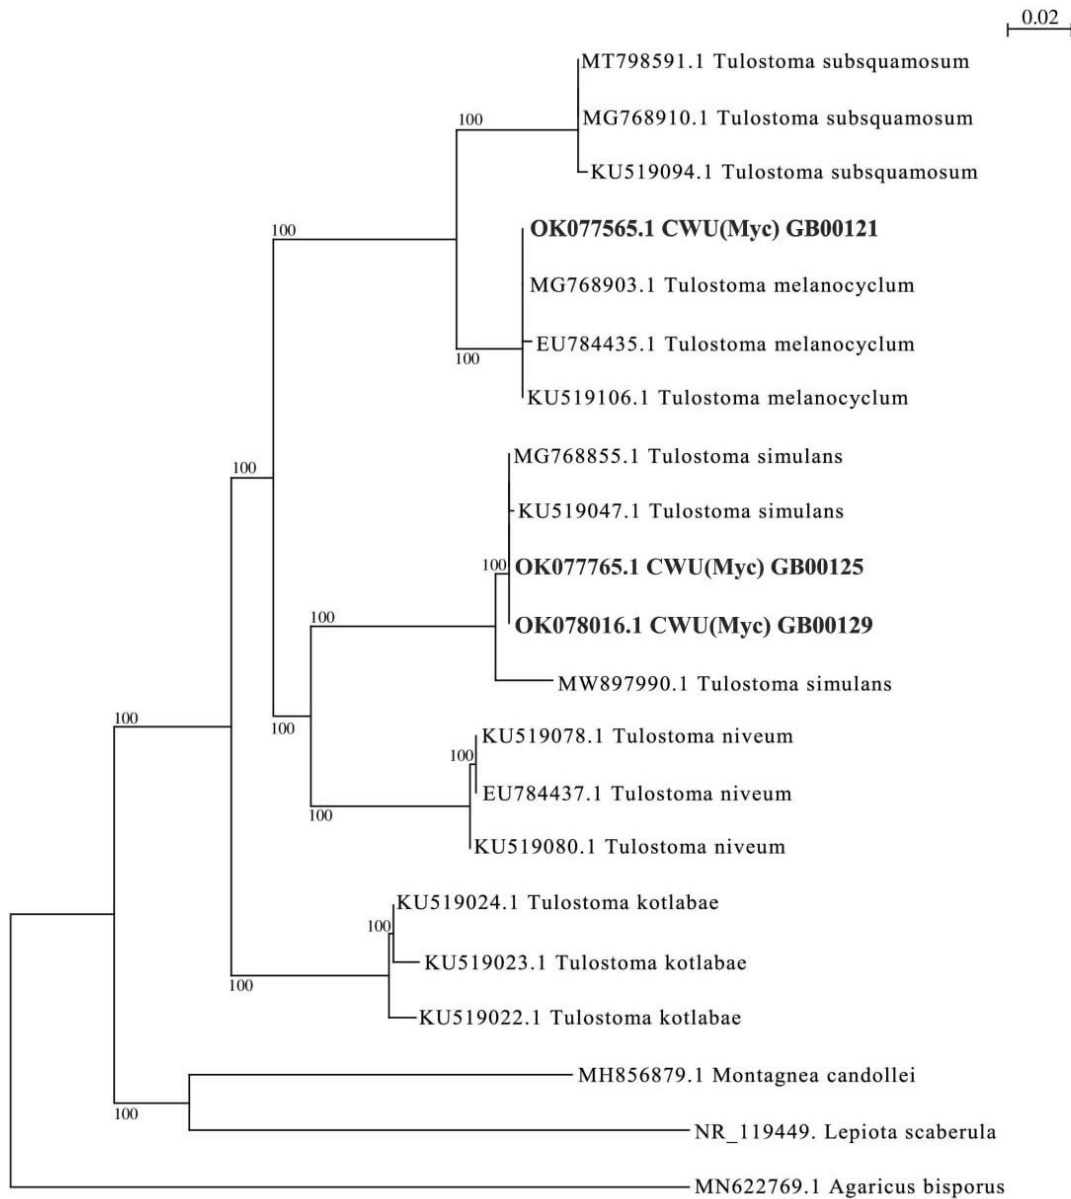 0.02
MT798591.1 Tulostoma subsquamosum
100
MG768910.1 Tulostoma subsquamosum
KU519094.1 Tulostoma subsquamosum
OK077565.1 CWU(Myc) GB00121
100
MG768903.1 Tulostoma melanocyclum
EU784435.1 Tulostoma melanocyclum
100
KU519106.1 Tulostoma melanocyclum
MG768855.1 Tulostoma simulans
100
KU519047.1 Tulostoma simulans
100
OK077765.1 CWU(Myc) GB00125
100
OK078016.1 CWU(Myc) GB00129
MW897990.1 Tulostoma simulans
100
100
KU519078.1 Tulostoma niveum
100
EU784437.1 Tulostoma niveum
100
KU519080.1 Tulostoma niveum
KU519024.1 Tulostoma kotlabae
100
KU519023.1 Tulostoma kotlabae
100
KU519022.1 Tulostoma kotlabae
MH856879.1 Montagnea candollei
100
NR_119449. Lepiota scaberula
MN622769.1 Agaricus bisporus